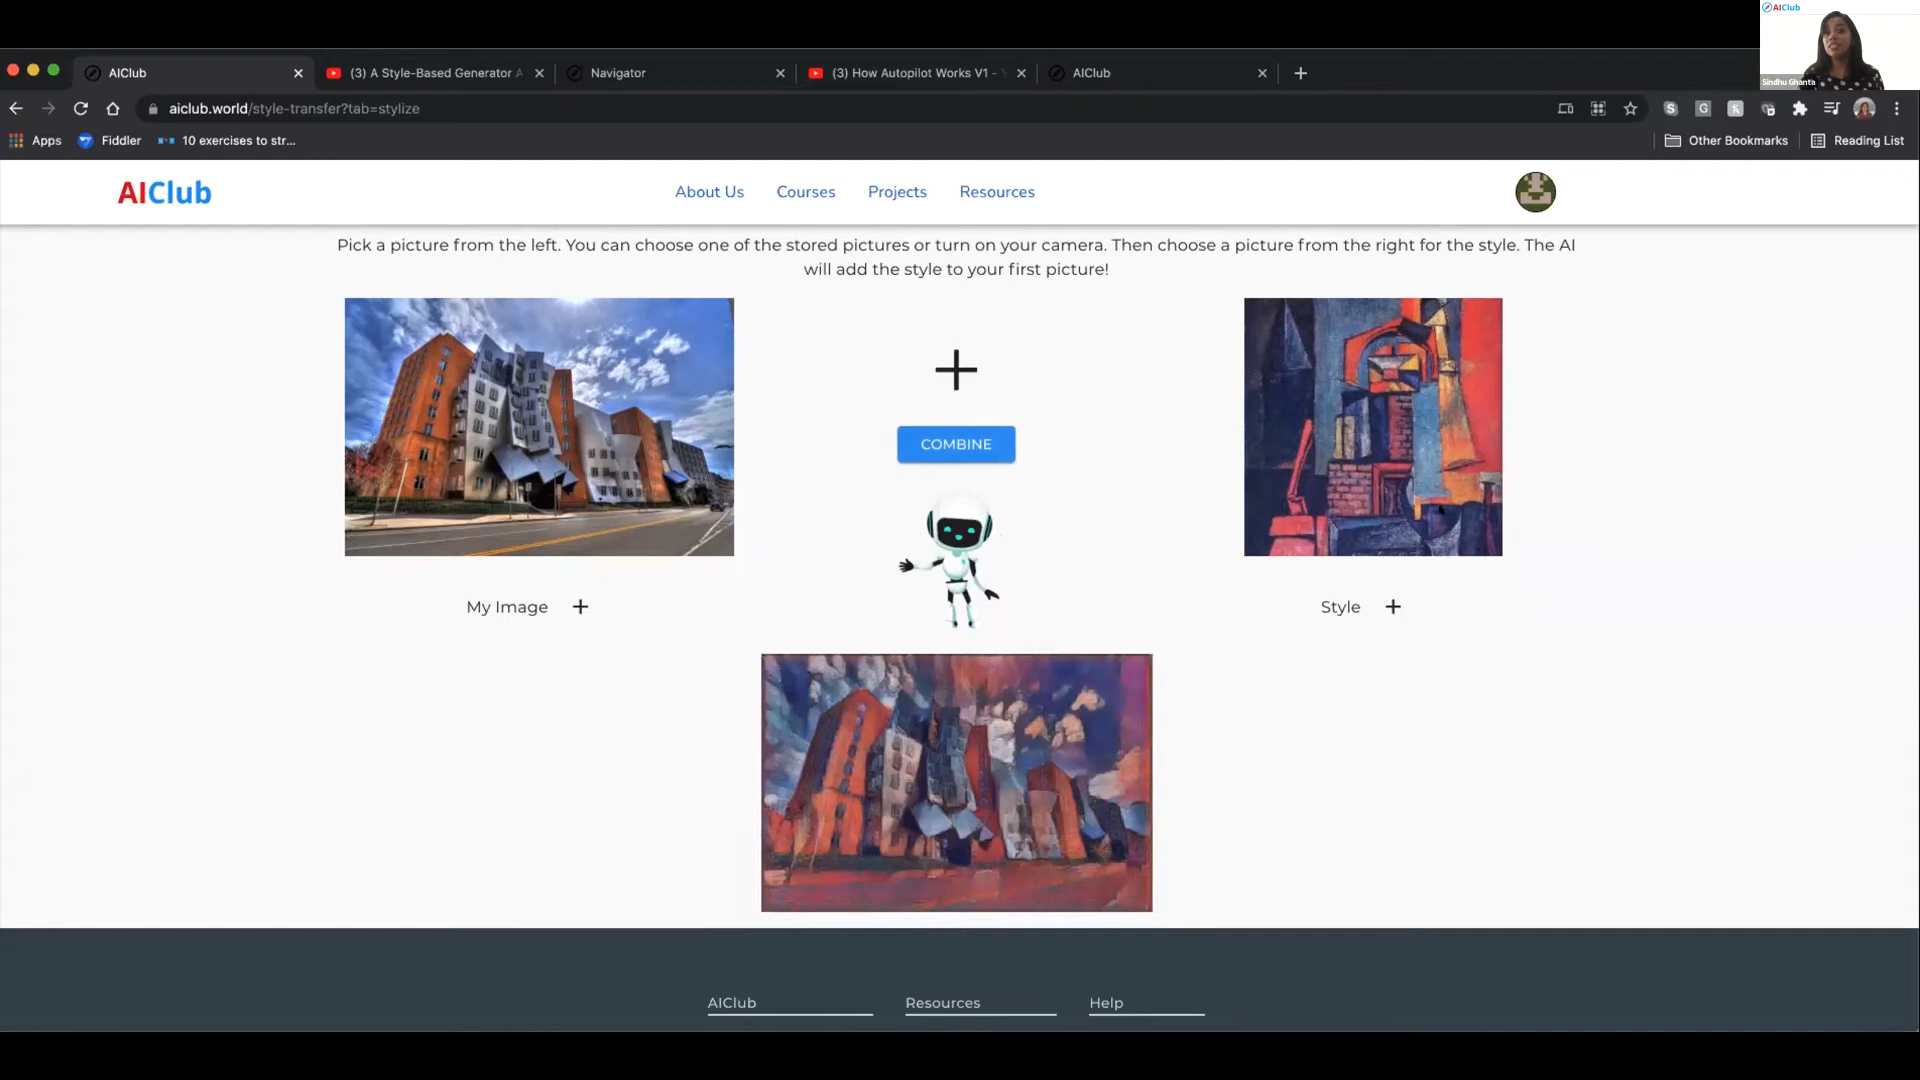 AIClub
Sindhu Ghanta
AIClub
(3) A Style-Based Generator A
Navigator
(3) How Autopilot Works V1 - Y
AIClub
aiclub.world/style-transfer?tab=stylize
Apps
Fiddler
10 exercises to str...
Other Bookmarks
Reading List
AIClub
About Us
Courses
Projects
Resources
Pick a picture from the left. You can choose one of the stored pictures or turn on your camera. Then choose a picture from the right for the style. The AI
will add the style to your first picture!
COMBINE
My Image +
Style +
AIClub
Resources
Help